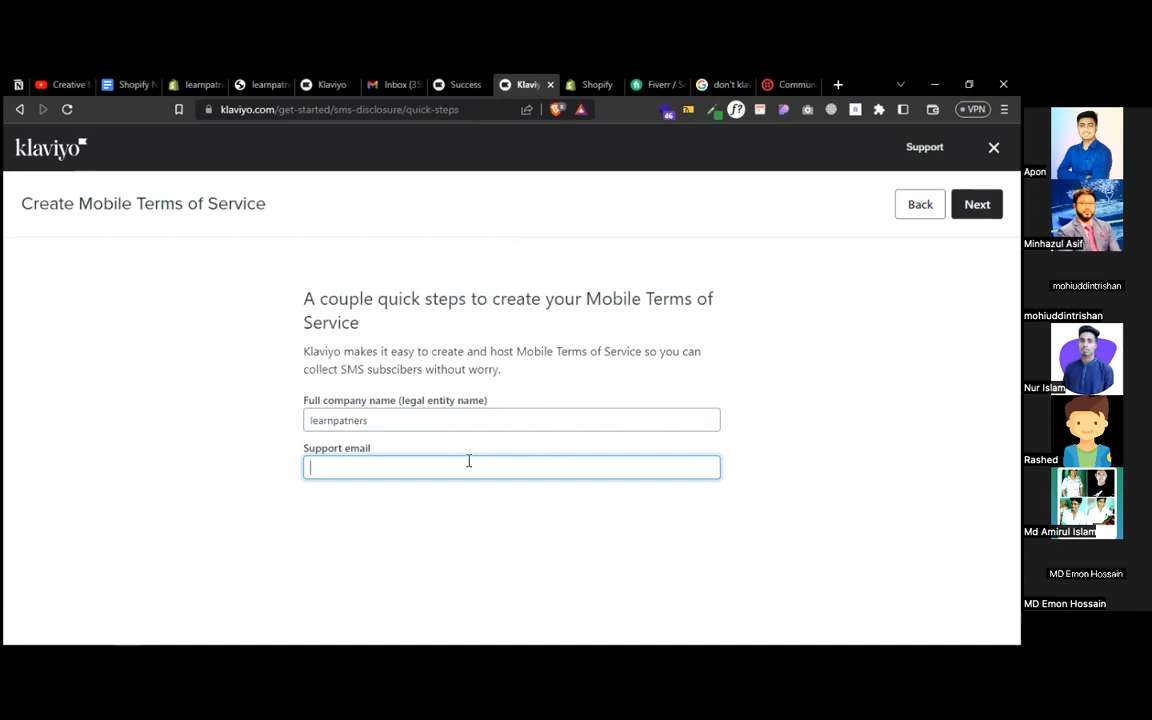 Creative
Shopify N
learnpatn
learnpatn
Klaviyo
Inbox (35
Success
Klaviy
Shopify
Fiverr / S
don't klav
Commun
klaviyo.com/get-started/sms-disclosure/quick-steps
46
f?
VPN
klaviyo
Support
Create Mobile Terms of Service
Back
Next
A couple quick steps to create your Mobile Terms of
Service
Klaviyo makes it easy to create and host Mobile Terms of Service so you can
collect SMS subscibers without worry.
Full company name (legal entity name)
learnpatners
Support email
Apon
Minhazul Asif
mohiuddintrishan
mohiuddintrishan
Nur Islam
Rashed
Md Amirul Islam
MD Emon Hossain
MD Emon Hossain